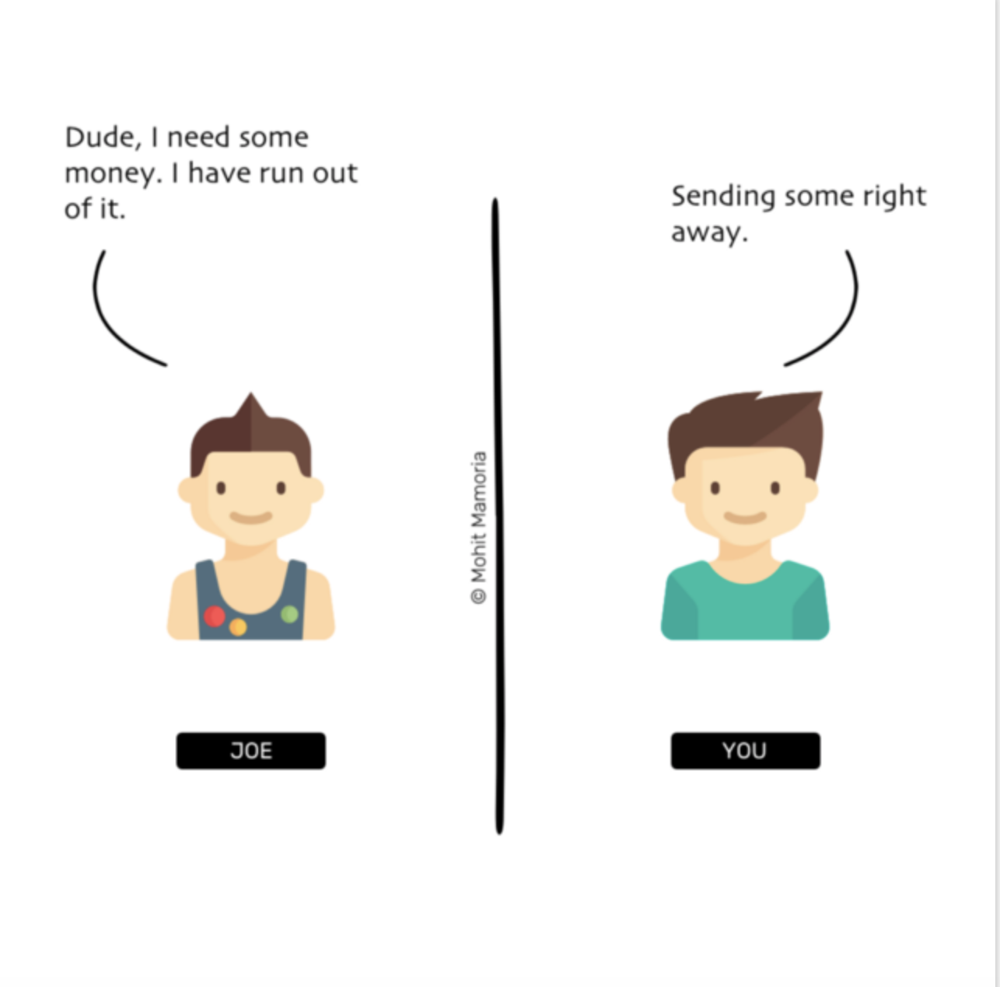 Dude, I need some
money. I have run out
of it.
Sending some right
away.
© Mohit Mamoria
JOE
YOU